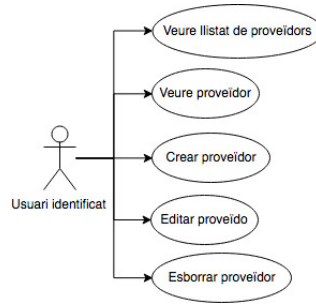 Veure llistat de proveïdors
Veure proveïdor
Crear proveïdor
Usuari identificat
Editar proveïdo
Esborrar proveïdor